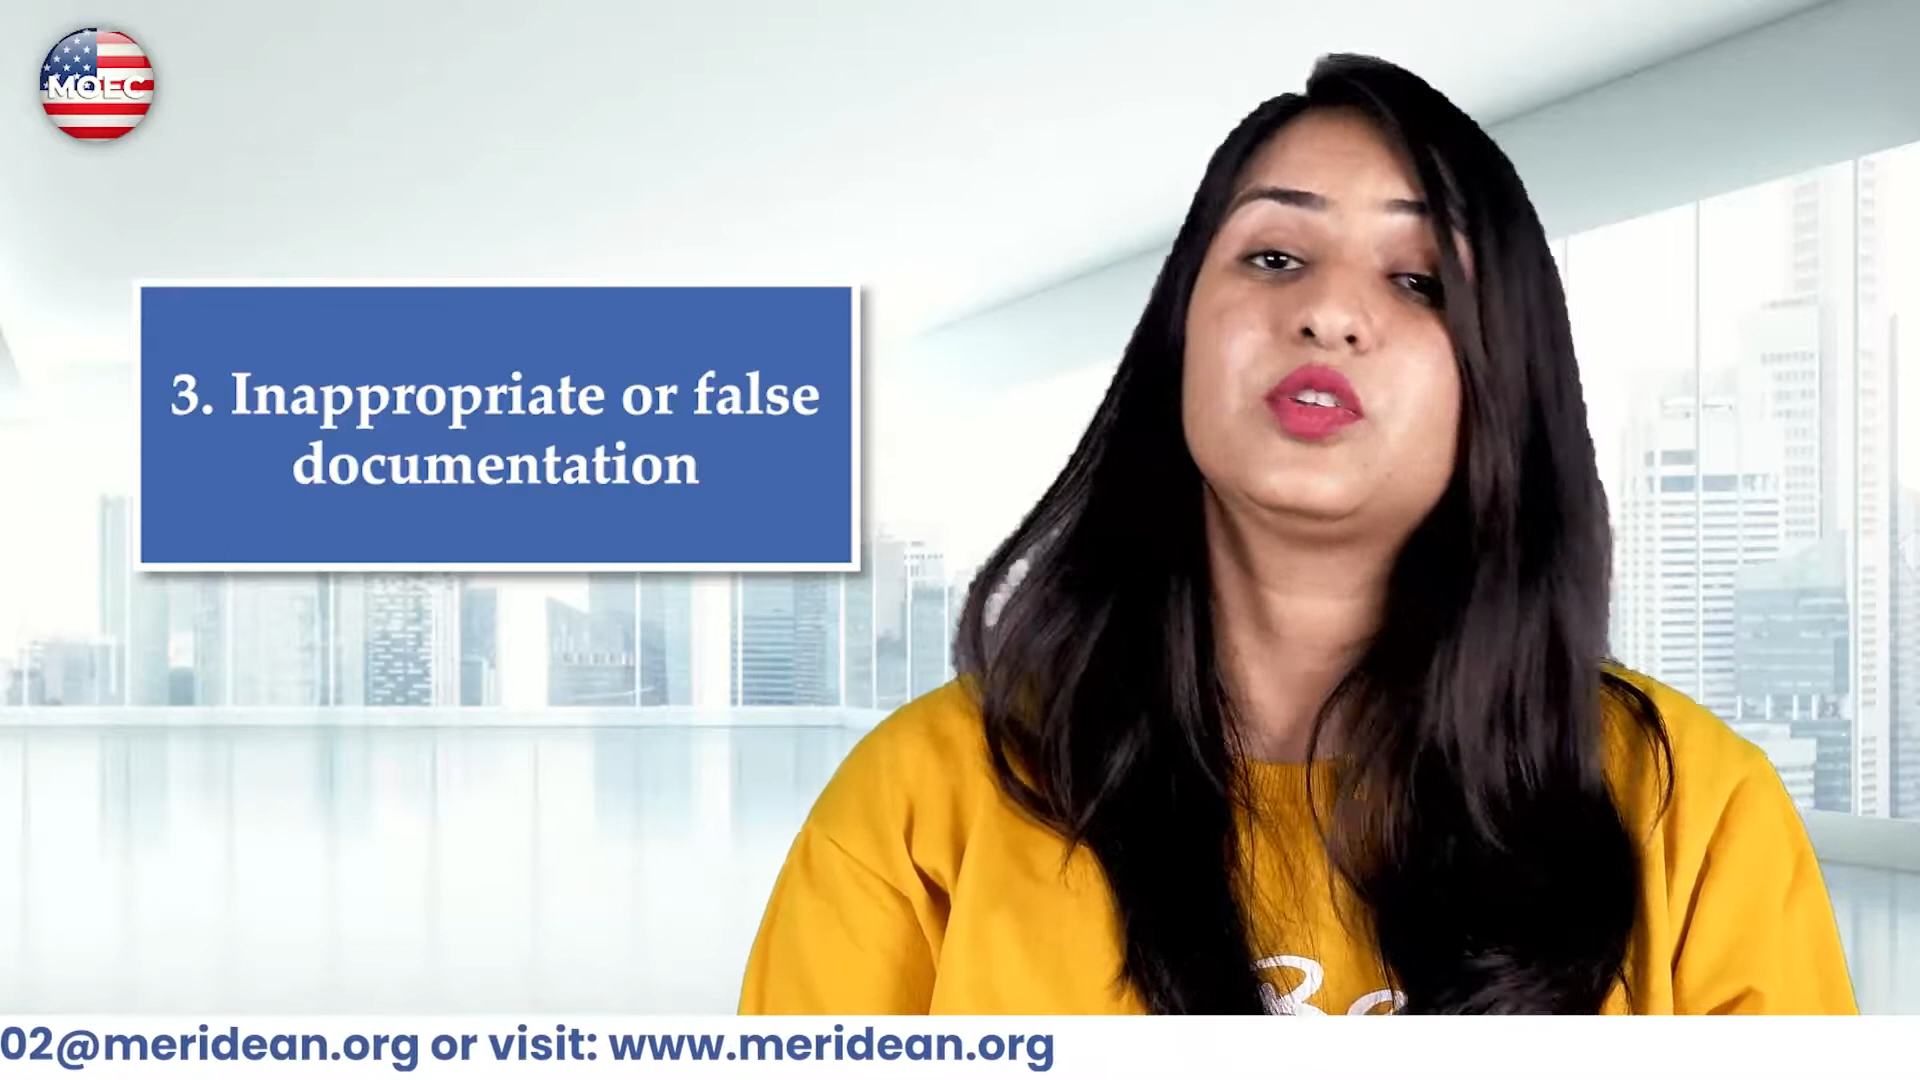 MOEC
3. Inappropriate or false
documentation
02@meridean.org or visit: www.meridean.org